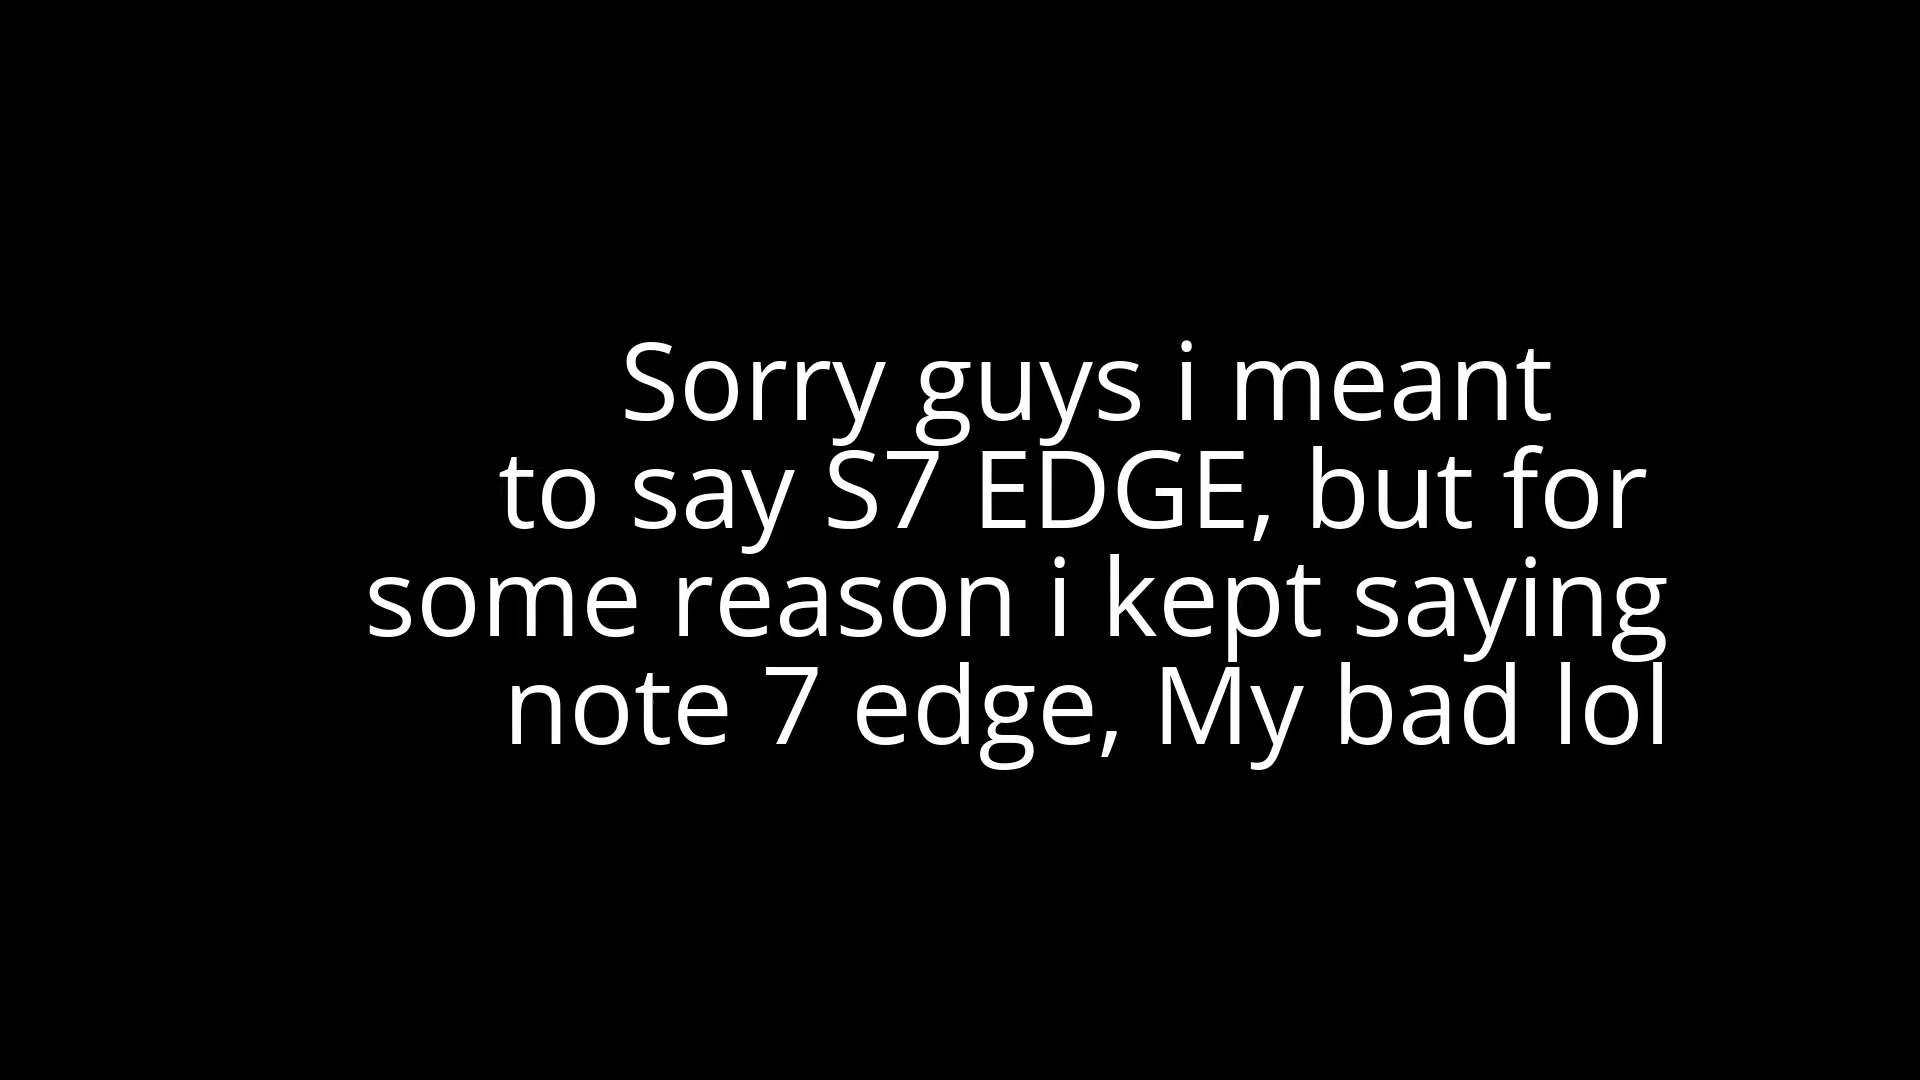 Sorry guys i meant
to say S7 EDGE, but for
some reason i kept saying
note 7 edge, My bad lol